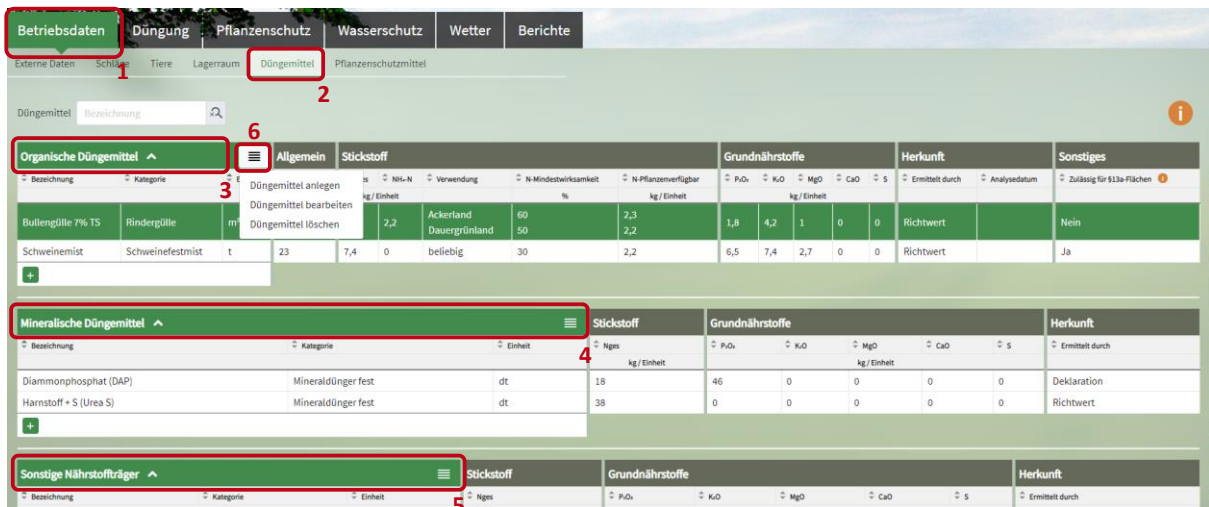 Betriebsdaten Düngung Pflanzenschutz Wasserschutz Wetter Berichte
Externe Daten Schläge Tiere Lagerraum Düngemittel Pflanzenschutzmittel
1
2
Düngemittel Bezeichnung
i
6
Organische Düngemittel Allgemein Stickstoff Grundnährstoffe Herkunft Sonstiges
Bezeichnung Kategorie NH₄-N Verwendung N-Mindestwirksamkeit N-Pflanzenverfügbar P₂O₅ K₂O MgO CaO S Ermittelt durch Analysedatum Zulässig für §13a-Flächen
3
kg / Einheit % kg / Einheit kg / Einheit
Düngemittel anlegen
Düngemittel bearbeiten
Düngemittel löschen
Bullengülle 7% TS Rindergülle m³ 2,2 Ackerland 60 2,3 1,8 4,2 1 0 0 Richtwert Nein
Dauergrünland 50 2,2
Schweinemist Schweinefestmist t 23 7,4 0 beliebig 30 2,2 6,5 7,4 2,7 0 0 Richtwert Ja
+
Mineralische Düngemittel Stickstoff Grundnährstoffe Herkunft
4
Bezeichnung Kategorie Einheit Nges P₂O₅ K₂O MgO CaO S Ermittelt durch
kg / Einheit kg / Einheit
Diammonphosphat (DAP) Mineraldünger fest dt 18 46 0 0 0 0 Deklaration
Harnstoff + S (Urea S) Mineraldünger fest dt 38 0 0 0 0 0 Richtwert
+
Sonstige Nährstoffträger Stickstoff Grundnährstoffe Herkunft
5
Bezeichnung Kategorie Einheit Nges P₂O₅ K₂O MgO CaO S Ermittelt durch